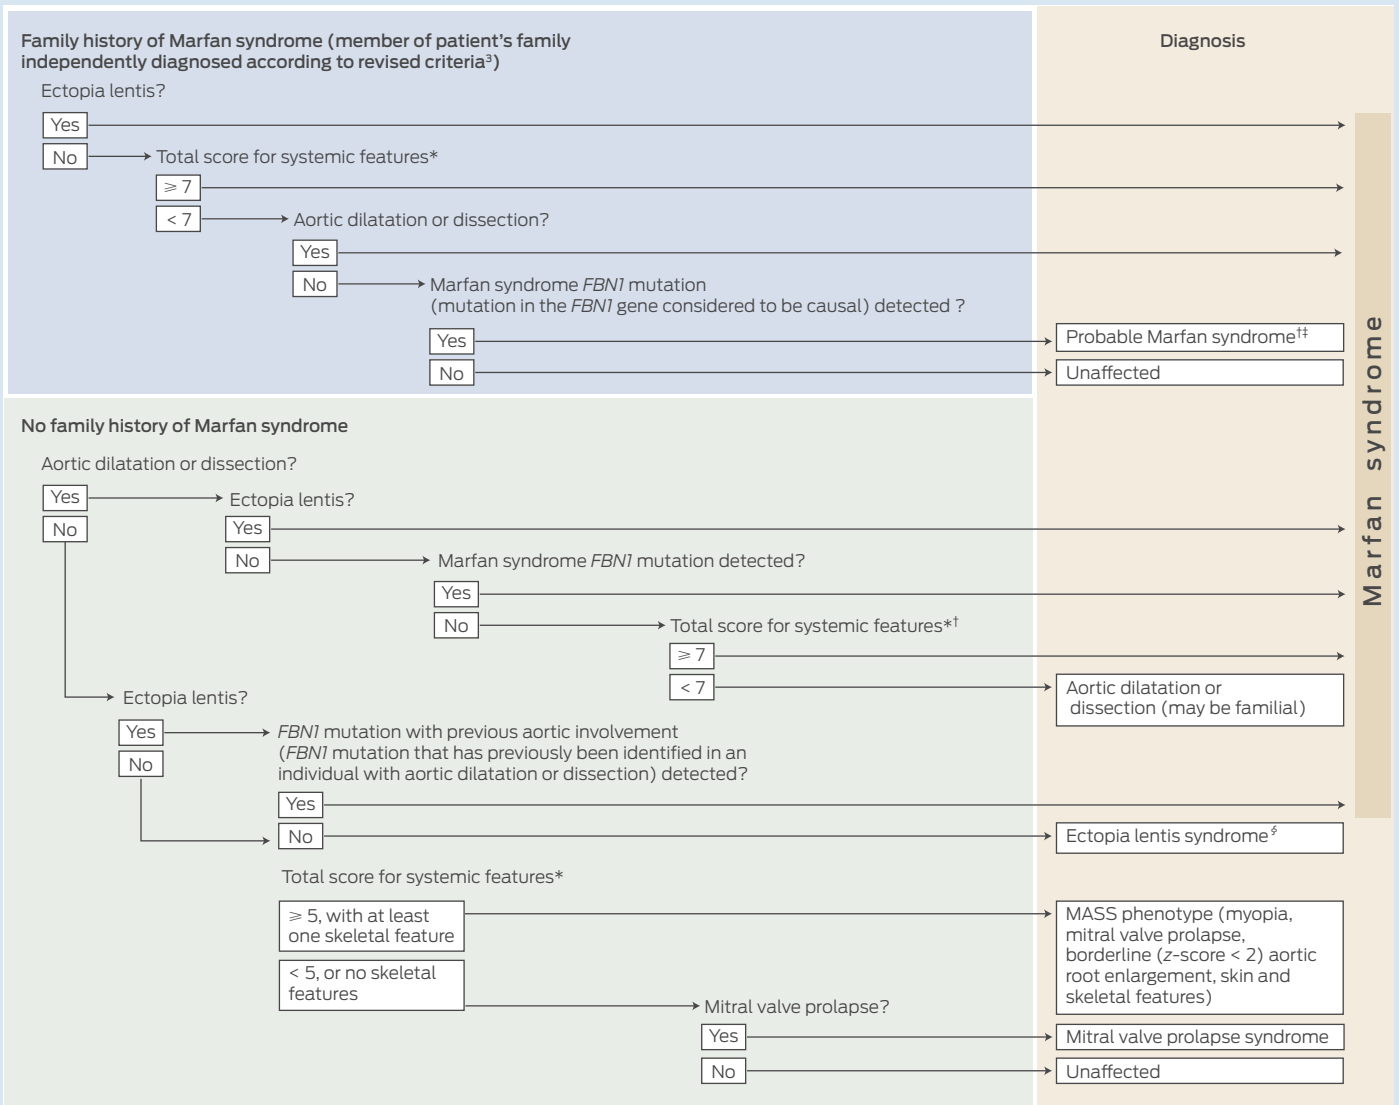 Family history of Marfan syndrome (member of patient's family
independently diagnosed according to revised criteria³)
Diagnosis
Ectopia lentis?
Yes
No
Total score for systemic features*
⩾ 7
< 7
Aortic dilatation or dissection?
Yes
No
Marfan syndrome FBN1 mutation
(mutation in the FBN1 gene considered to be causal) detected ?
Yes
Probable Marfan syndrome†‡
No
Unaffected
Marfan syndrome
No family history of Marfan syndrome
Aortic dilatation or dissection?
Yes
Ectopia lentis?
No
Yes
No
Marfan syndrome FBN1 mutation detected?
Yes
No
Total score for systemic features*†
⩾ 7
< 7
Aortic dilatation or
dissection (may be familial)
Ectopia lentis?
Yes
No
FBN1 mutation with previous aortic involvement
(FBN1 mutation that has previously been identified in an
individual with aortic dilatation or dissection) detected?
Yes
No
Ectopia lentis syndrome§
Total score for systemic features*
⩾ 5, with at least
one skeletal feature
MASS phenotype (myopia,
mitral valve prolapse,
borderline (z-score < 2) aortic
root enlargement, skin and
skeletal features)
< 5, or no skeletal
features
Mitral valve prolapse?
Yes
Mitral valve prolapse syndrome
No
Unaffected